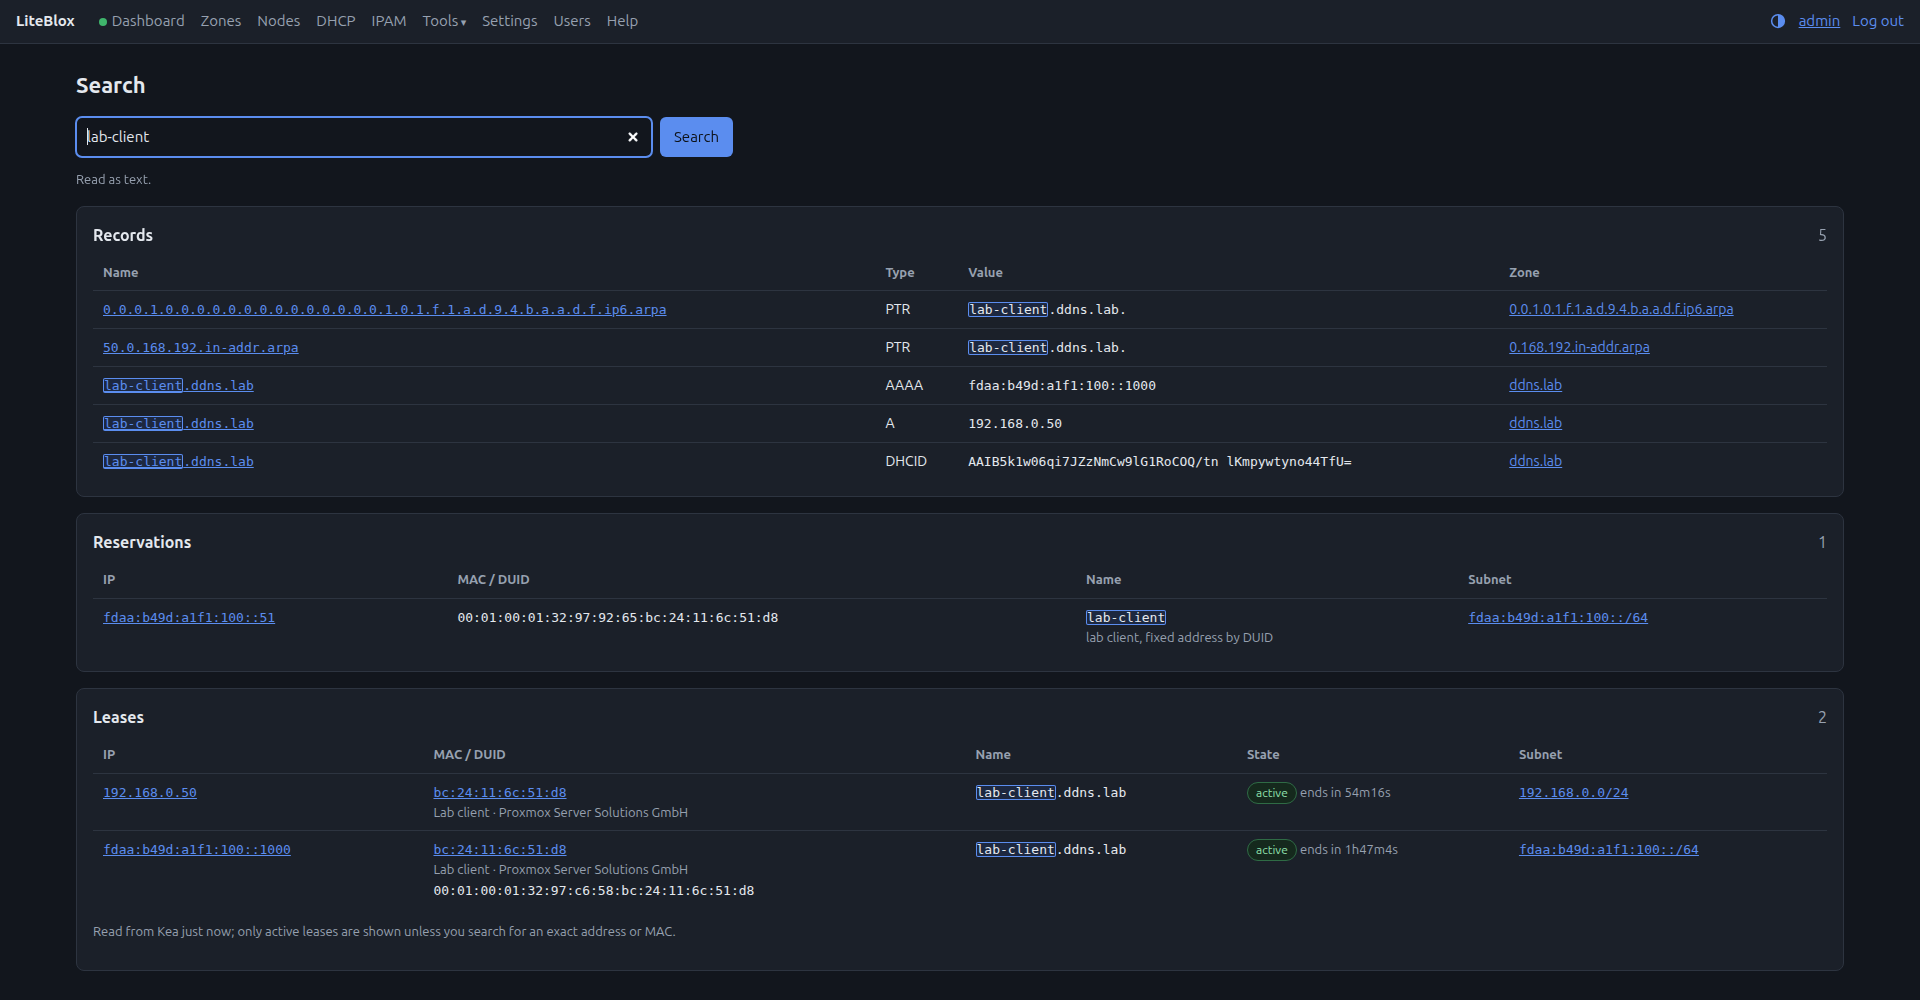 LiteBlox Dashboard Zones Nodes DHCP IPAM Tools▾ Settings Users Help admin Log out
Search
lab-client × Search
Read as text.
Records 5
Name Type Value Zone
0.0.0.1.0.0.0.0.0.0.0.0.0.0.0.0.0.0.1.0.1.f.1.a.d.9.4.b.a.a.d.f.ip6.arpa PTR lab-client.ddns.lab. 0.0.1.0.1.f.1.a.d.9.4.b.a.a.d.f.ip6.arpa
50.0.168.192.in-addr.arpa PTR lab-client.ddns.lab. 0.168.192.in-addr.arpa
lab-client.ddns.lab AAAA fdaa:b49d:a1f1:100::1000 ddns.lab
lab-client.ddns.lab A 192.168.0.50 ddns.lab
lab-client.ddns.lab DHCID AAIB5k1w06qi7JZzNmCw9lG1RoCOQ/tn lKmpywtyno44TfU= ddns.lab
Reservations 1
IP MAC / DUID Name Subnet
fdaa:b49d:a1f1:100::51 00:01:00:01:32:97:92:65:bc:24:11:6c:51:d8 lab-client fdaa:b49d:a1f1:100::/64
lab client, fixed address by DUID
Leases 2
IP MAC / DUID Name State Subnet
192.168.0.50 bc:24:11:6c:51:d8 lab-client.ddns.lab active ends in 54m16s 192.168.0.0/24
Lab client · Proxmox Server Solutions GmbH
fdaa:b49d:a1f1:100::1000 bc:24:11:6c:51:d8 lab-client.ddns.lab active ends in 1h47m4s fdaa:b49d:a1f1:100::/64
Lab client · Proxmox Server Solutions GmbH
00:01:00:01:32:97:c6:58:bc:24:11:6c:51:d8
Read from Kea just now; only active leases are shown unless you search for an exact address or MAC.